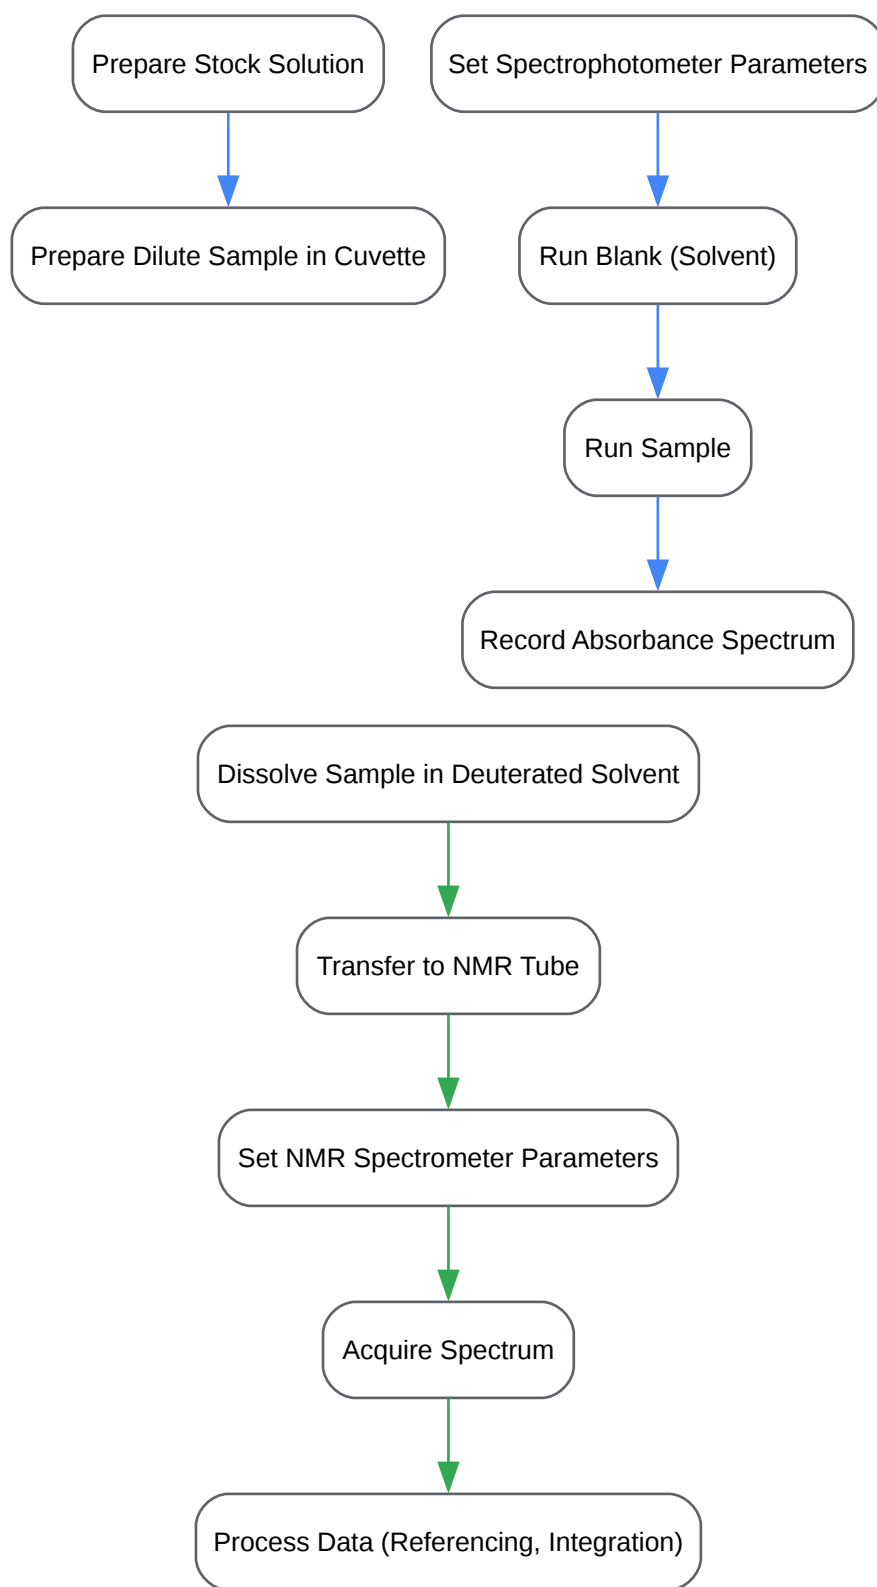 Prepare Stock Solution
Set Spectrophotometer Parameters
Prepare Dilute Sample in Cuvette
Run Blank (Solvent)
Run Sample
Record Absorbance Spectrum
Dissolve Sample in Deuterated Solvent
Transfer to NMR Tube
Set NMR Spectrometer Parameters
Acquire Spectrum
Process Data (Referencing, Integration)